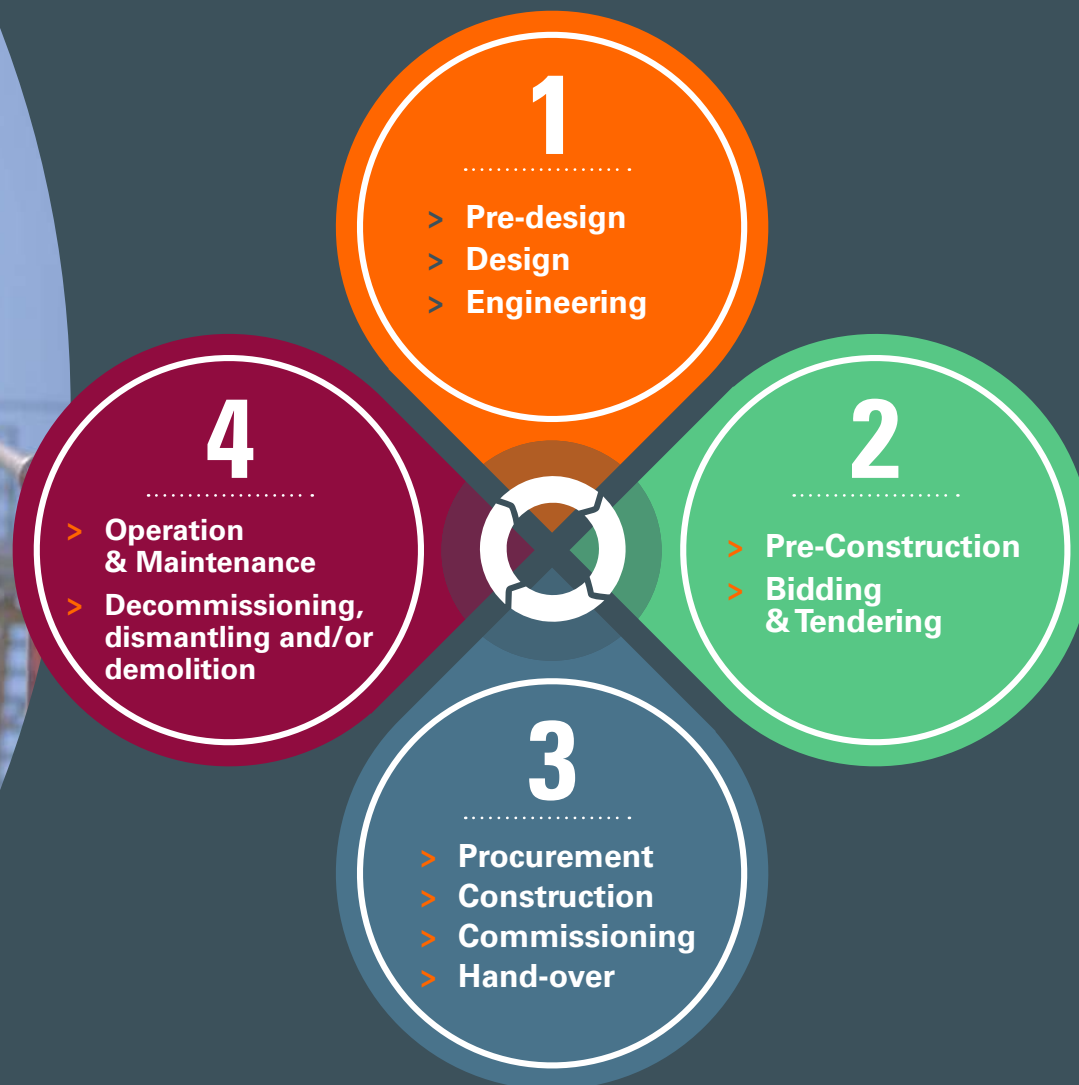 1
> Pre-design
> Design
> Engineering
2
> Pre-Construction
> Bidding
& Tendering
3
> Procurement
> Construction
> Commissioning
> Hand-over
4
> Operation
& Maintenance
> Decommissioning,
dismantling and/or
demolition